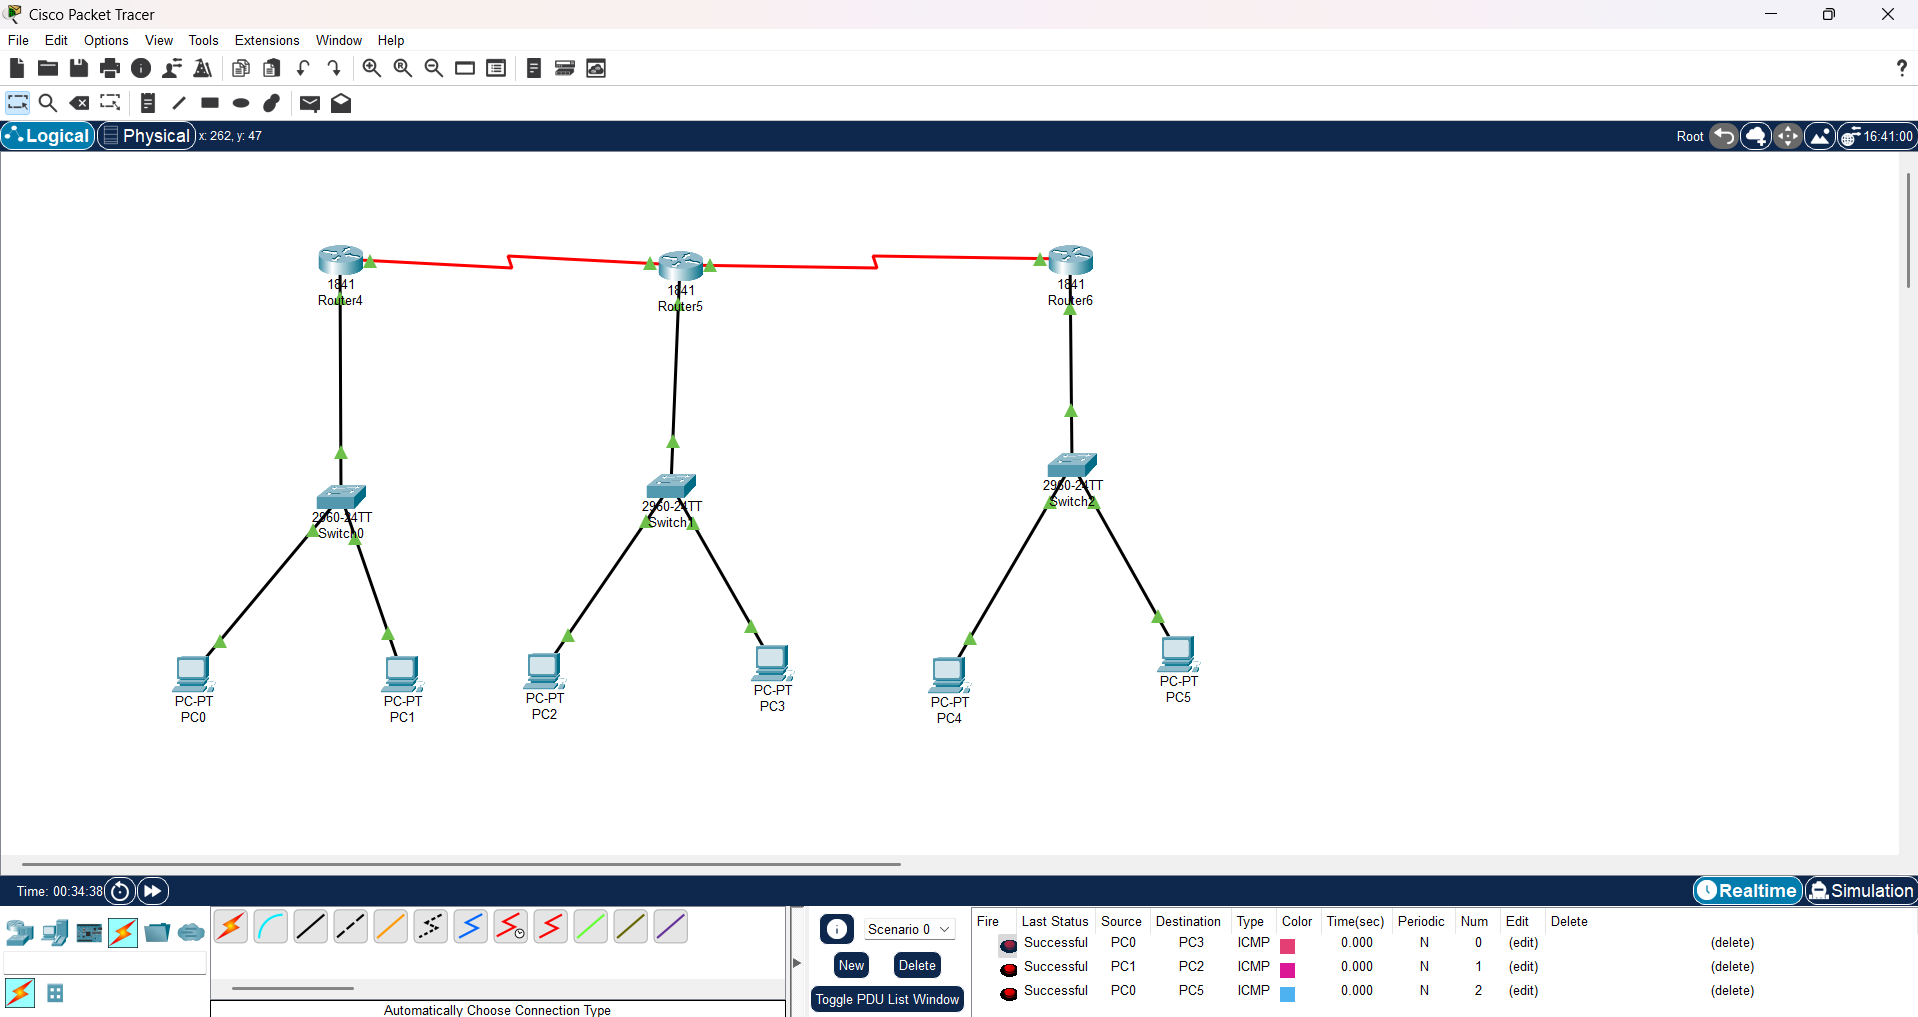 Cisco Packet Tracer
File Edit Options View Tools Extensions Window Help
Logical Physical x: 262, y: 47 Root 16:41:00
1841
Router4
1841
Router5
1841
Router6
2960-24TT
Switch0
2960-24TT
Switch1
2960-24TT
Switch2
PC-PT
PC0
PC-PT
PC1
PC-PT
PC2
PC-PT
PC3
PC-PT
PC4
PC-PT
PC5
Time: 00:34:38 Realtime Simulation
Automatically Choose Connection Type
Scenario 0
New Delete
Toggle PDU List Window
Fire Last Status Source Destination Type Color Time(sec) Periodic Num Edit Delete
Successful PC0 PC3 ICMP 0.000 N 0 (edit) (delete)
Successful PC1 PC2 ICMP 0.000 N 1 (edit) (delete)
Successful PC0 PC5 ICMP 0.000 N 2 (edit) (delete)